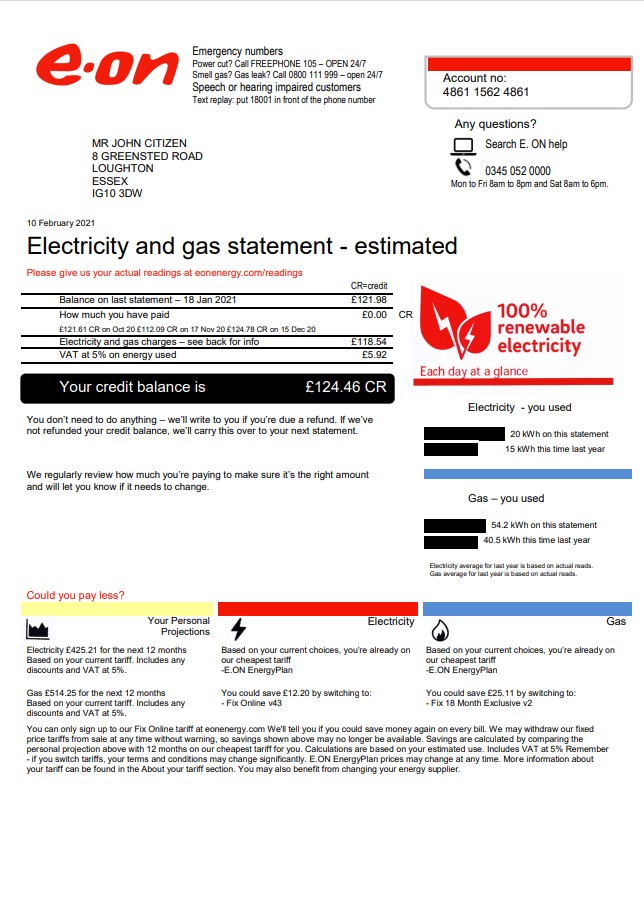 e·on
Emergency numbers
Power cut? Call FREEPHONE 105 – OPEN 24/7
Smell gas? Gas leak? Call 0800 111 999 – open 24/7
Speech or hearing impaired customers
Text replay: put 18001 in front of the phone number
Account no:
4861 1562 4861
Any questions?
Search E. ON help
0345 052 0000
Mon to Fri 8am to 8pm and Sat 8am to 6pm.
MR JOHN CITIZEN
8 GREENSTED ROAD
LOUGHTON
ESSEX
IG10 3DW
10 February 2021
Electricity and gas statement - estimated
Please give us your actual readings at eonenergy.com/readings
CR=credit
Balance on last statement – 18 Jan 2021 £121.98
How much you have paid £0.00 CR
£121.61 CR on Oct 20 £112.09 CR on 17 Nov 20 £124.78 CR on 15 Dec 20
Electricity and gas charges – see back for info £118.54
VAT at 5% on energy used £5.92
Your credit balance is £124.46 CR
You don't need to do anything – we'll write to you if you're due a refund. If we've
not refunded your credit balance, we'll carry this over to your next statement.
We regularly review how much you're paying to make sure it's the right amount
and will let you know if it needs to change.
100%
renewable
electricity
Each day at a glance
Electricity - you used
20 kWh on this statement
15 kWh this time last year
Gas – you used
54.2 kWh on this statement
40.5 kWh this time last year
Electricity average for last year is based on actual reads.
Gas average for last year is based on actual reads.
Could you pay less?
Your Personal
Projections
Electricity £425.21 for the next 12 months
Based on your current tariff. Includes any
discounts and VAT at 5%.
Gas £514.25 for the next 12 months
Based on your current tariff. Includes any
discounts and VAT at 5%.
Electricity
Based on your current choices, you're already on
our cheapest tariff
-E.ON EnergyPlan
You could save £12.20 by switching to:
- Fix Online v43
Gas
Based on your current choices, you're already on
our cheapest tariff
-E.ON EnergyPlan
You could save £25.11 by switching to:
- Fix 18 Month Exclusive v2
You can only sign up to our Fix Online tariff at eonenergy.com We'll tell you if you could save money again on every bill. We may withdraw our fixed
price tariffs from sale at any time without warning, so savings shown above may no longer be available. Savings are calculated by comparing the
personal projection above with 12 months on our cheapest tariff for you. Calculations are based on your estimated use. Includes VAT at 5% Remember
- if you switch tariffs, your terms and conditions may change significantly. E.ON EnergyPlan prices may change at any time. More information about
your tariff can be found in the About your tariff section. You may also benefit from changing your energy supplier.